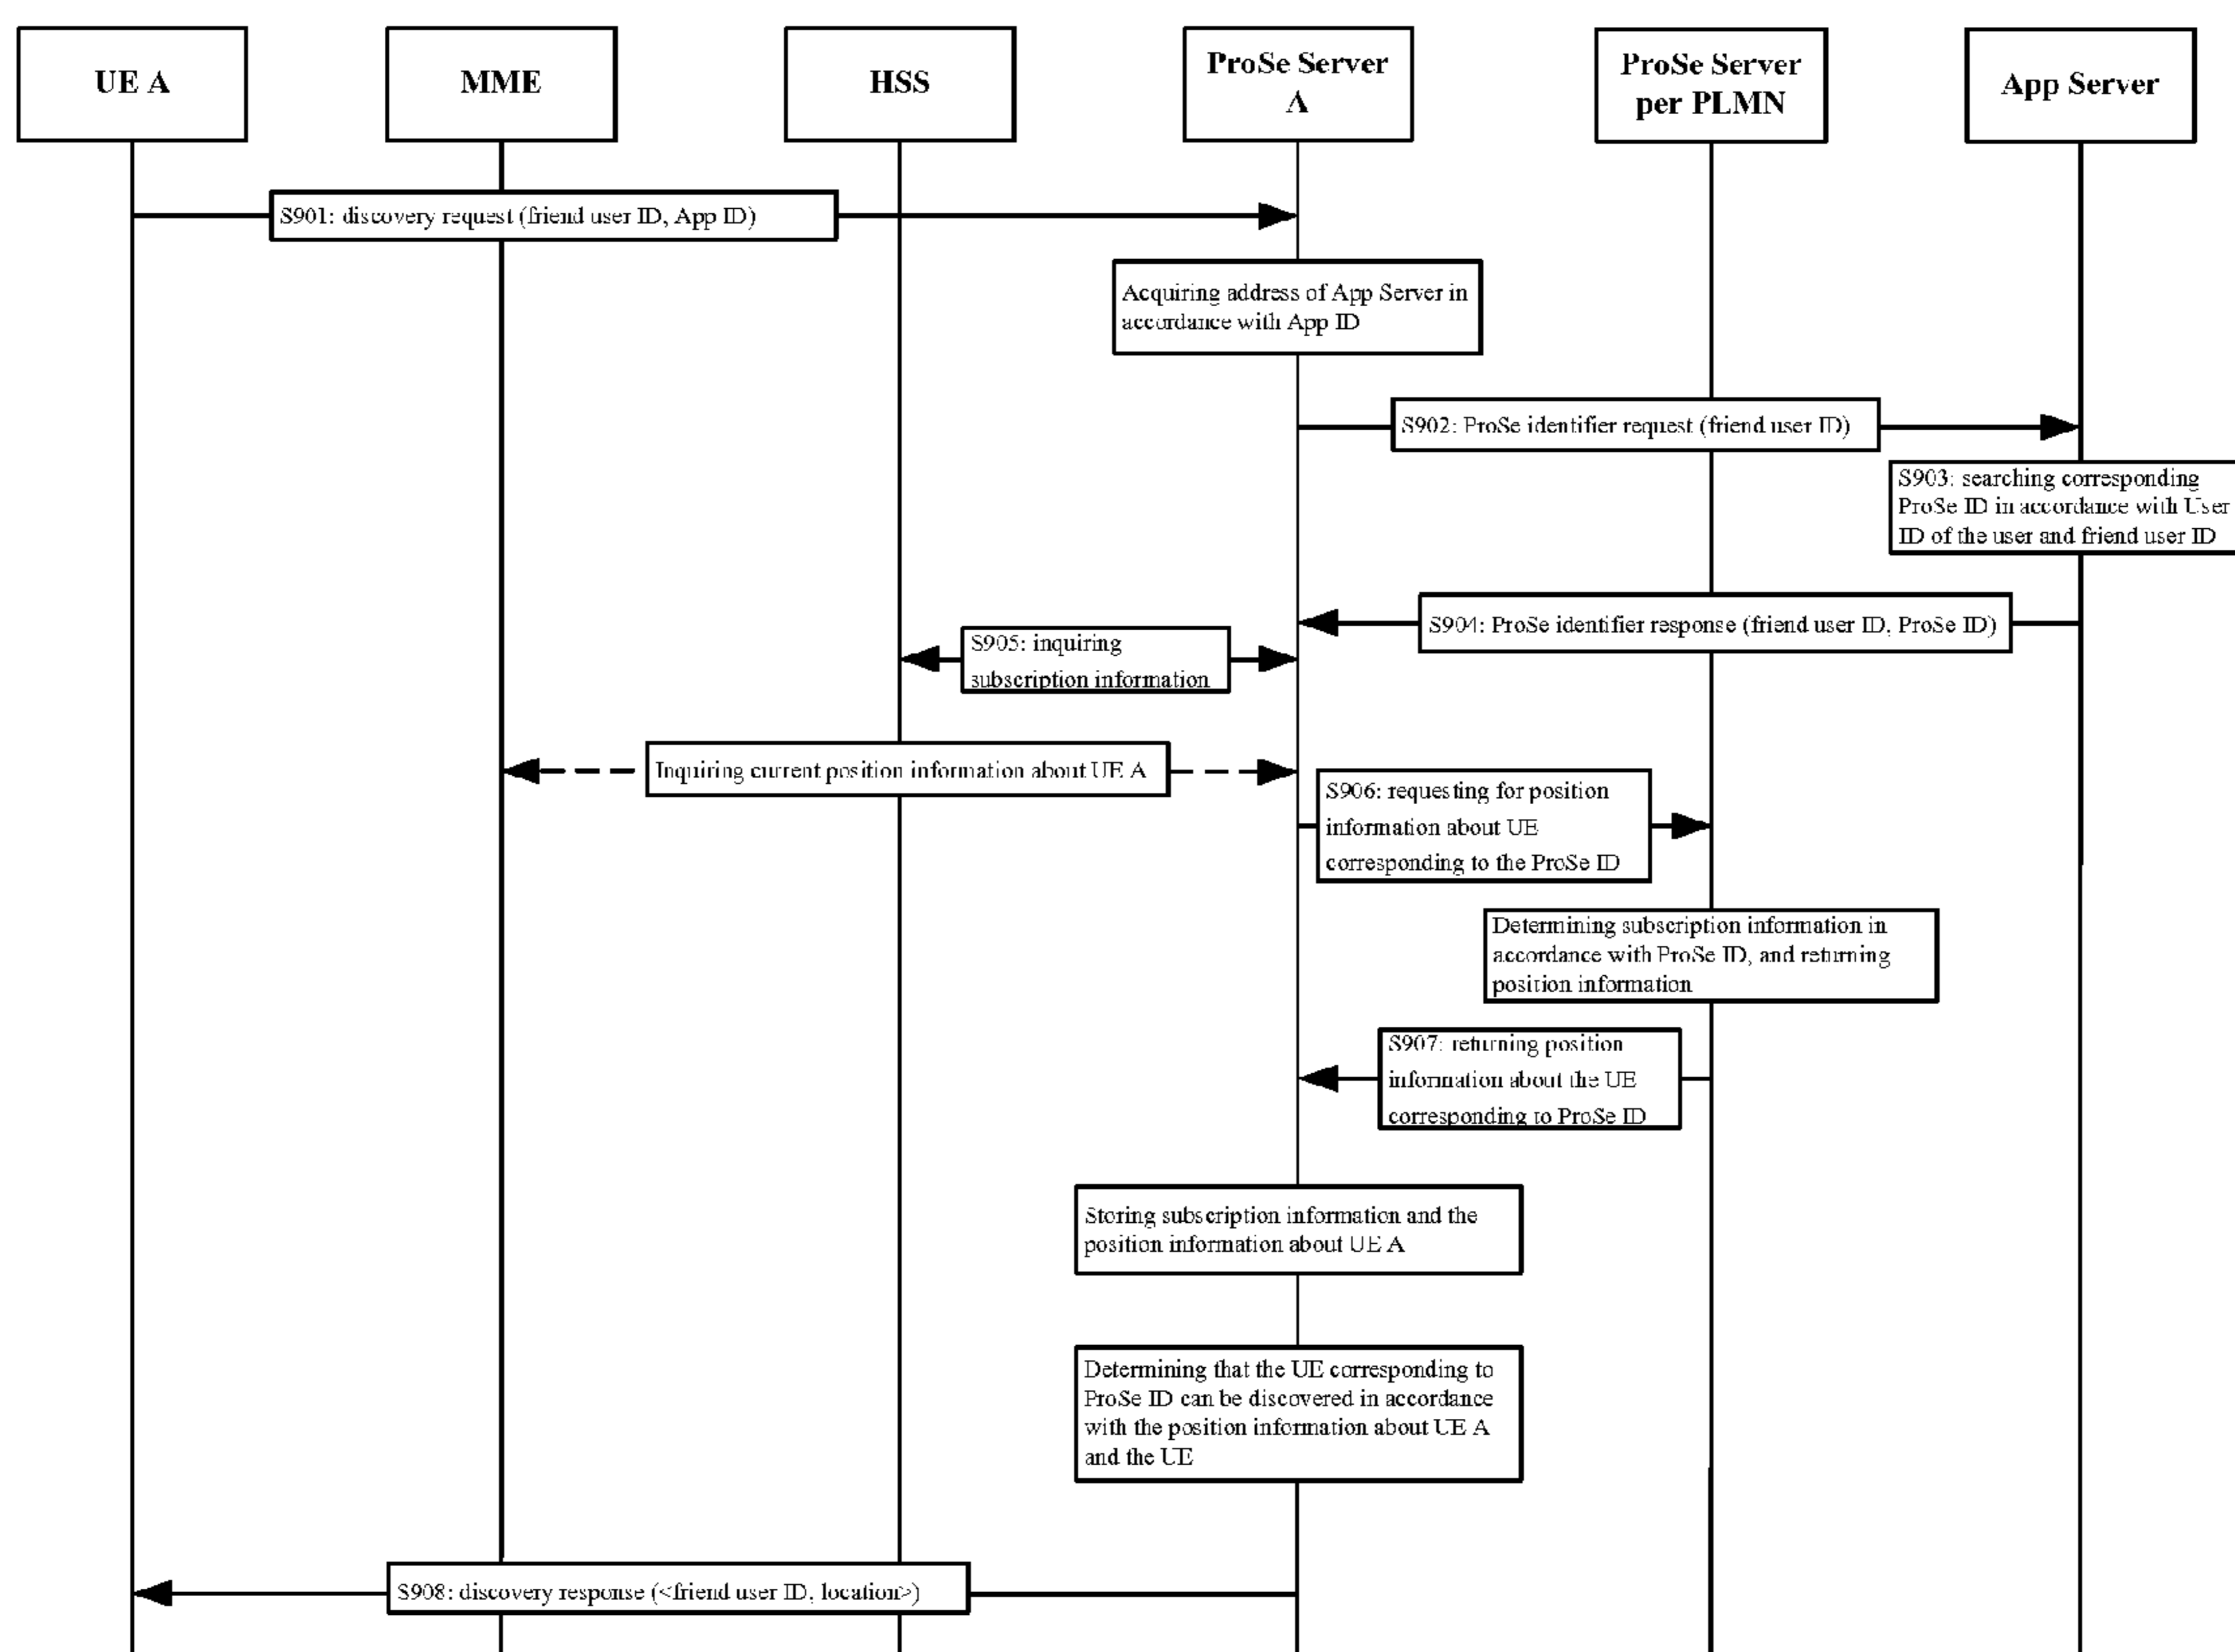 UE A
MME
HSS
ProSe Server
A
ProSe Server
per PLMN
App Server
S901: discovery request (friend user ID, App ID)
Acquiring address of App Server in
accordance with App ID
S902: ProSe identifier request (friend user ID)
S903: searching corresponding
ProSe ID in accordance with User
ID of the user and friend user ID
S904: ProSe identifier response (friend user ID, ProSe ID)
S905: inquiring
subscription information
Inquiring current position information about UE A
S906: requesting for position
information about UE
corresponding to the ProSe ID
Determining subscription information in
accordance with ProSe ID, and returning
position information
S907: returning position
information about the UE
corresponding to ProSe ID
Storing subscription information and the
position information about UE A
Determining that the UE corresponding to
ProSe ID can be discovered in accordance
with the position information about UE A
and the UE
S908: discovery response (<friend user ID, location>)